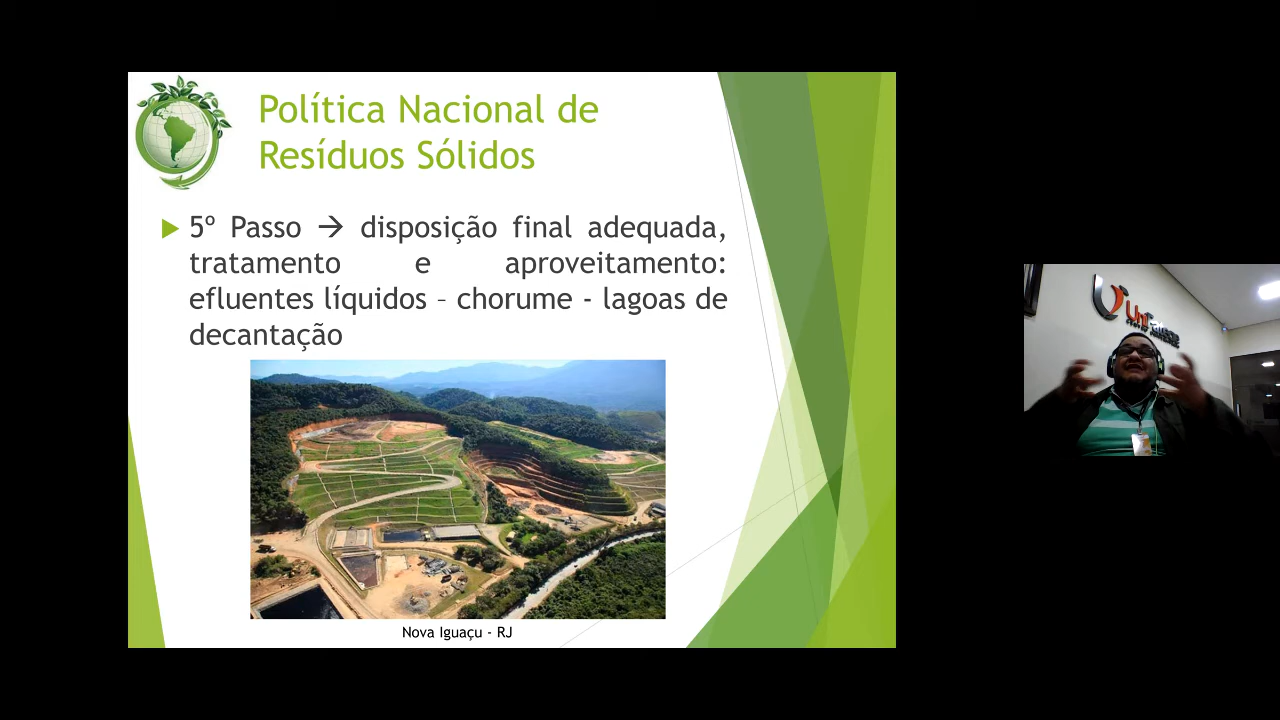 Política Nacional de
Resíduos Sólidos
5º Passo → disposição final adequada,
tratamento e aproveitamento:
efluentes líquidos – chorume - lagoas de
decantação
Nova Iguaçu - RJ